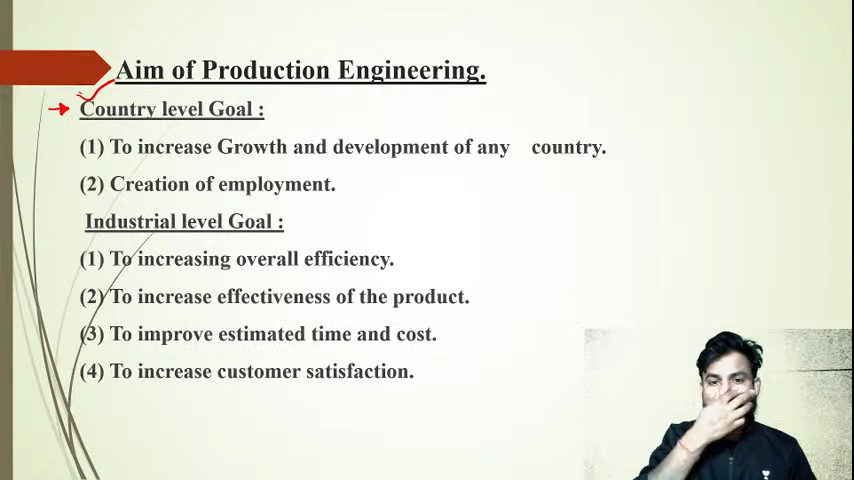 Aim of Production Engineering.
Country level Goal :
(1) To increase Growth and development of any country.
(2) Creation of employment.
Industrial level Goal :
(1) To increasing overall efficiency.
(2) To increase effectiveness of the product.
(3) To improve estimated time and cost.
(4) To increase customer satisfaction.